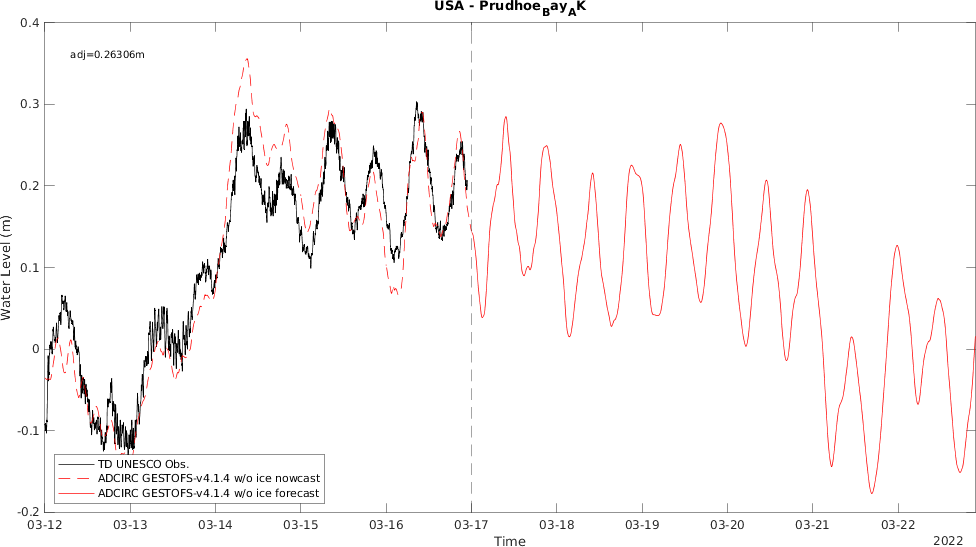 USA - Prudhoe_Bay_AK
adj=0.26306m
0.4
0.3
0.2
0.1
0
-0.1
-0.2
Water Level (m)
TD UNESCO Obs.
ADCIRC GESTOFS-v4.1.4 w/o ice nowcast
ADCIRC GESTOFS-v4.1.4 w/o ice forecast
03-12 03-13 03-14 03-15 03-16 03-17 03-18 03-19 03-20 03-21 03-22
Time
2022